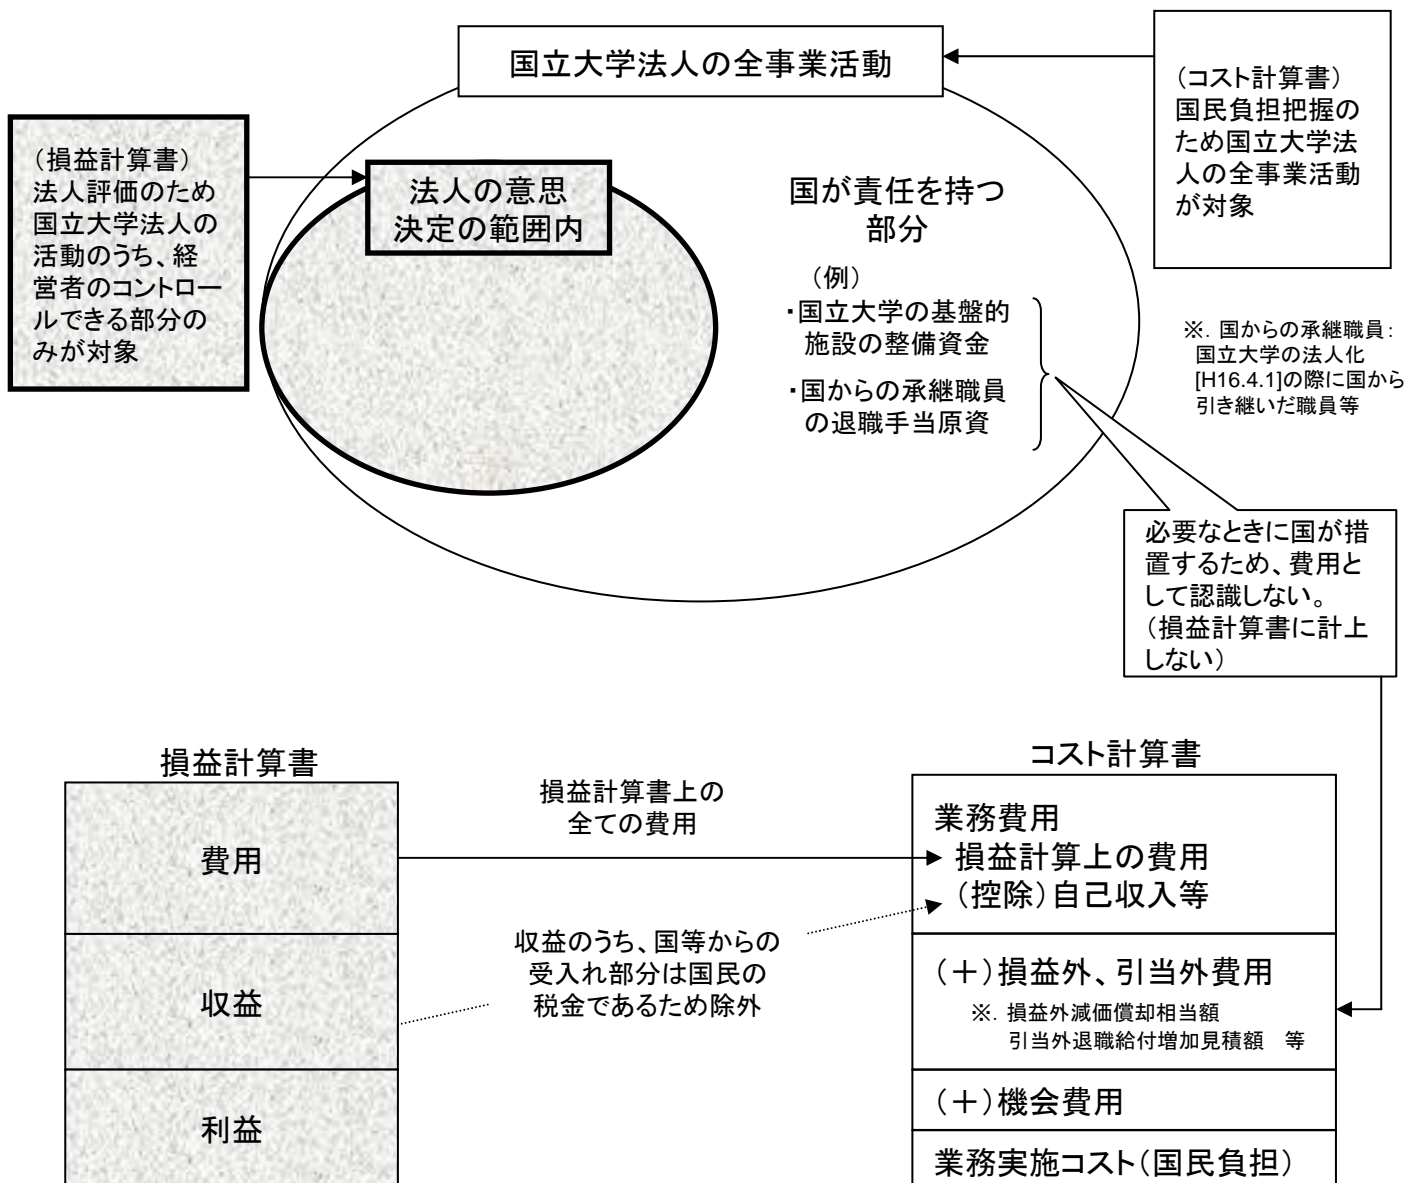 国立大学法人の全事業活動
（コスト計算書）
国民負担把握の
ため国立大学法
人の全事業活動
が対象
（損益計算書）
法人評価のため
国立大学法人の
活動のうち、経
営者のコントロー
ルできる部分の
みが対象
法人の意思
決定の範囲内
国が責任を持つ
部分
（例）
・国立大学の基盤的
施設の整備資金
・国からの承継職員
の退職手当原資
※．国からの承継職員：
国立大学の法人化
[H16.4.1]の際に国から
引き継いだ職員等
必要なときに国が措
置するため、費用と
して認識しない。
（損益計算書に計上
しない）
損益計算書
費用
収益
利益
損益計算書上の
全ての費用
収益のうち、国等からの
受入れ部分は国民の
税金であるため除外
コスト計算書
業務費用
損益計算上の費用
（控除）自己収入等
（＋）損益外、引当外費用
※．損益外減価償却相当額
引当外退職給付増加見積額　等
（＋）機会費用
業務実施コスト（国民負担）